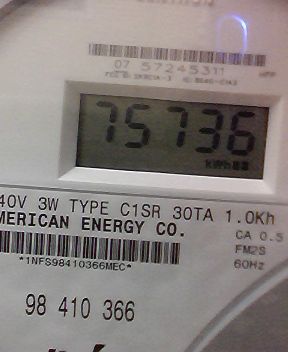 07 57245311
75736
kWh
40V 3W TYPE C1SR 30TA 1.0Kh
MERICAN ENERGY CO.
CA 0.5
FM2S
*1NFS98410366MEC*
60Hz
98 410 366